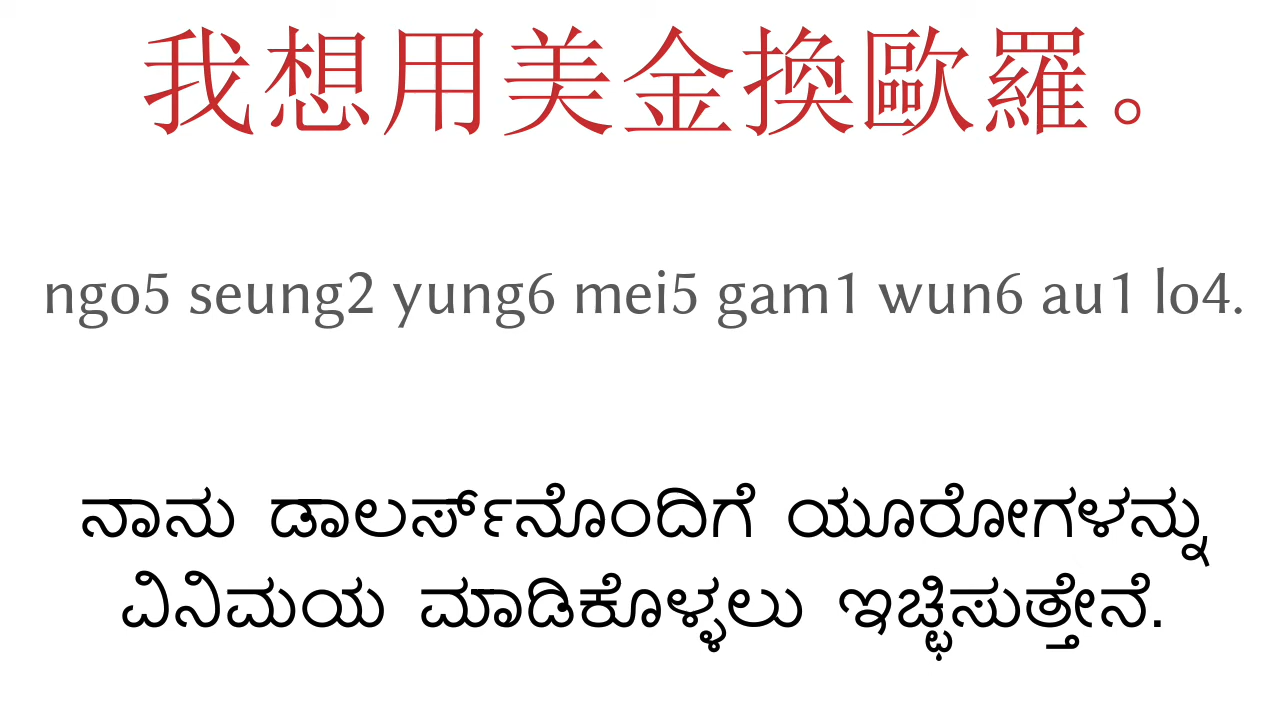 我想用美金換歐羅。
ngo5 seung2 yung6 mei5 gam1 wun6 au1 lo4.
ನಾನು ಡಾಲರ್ಸ್‌ನೊಂದಿಗೆ ಯೂರೋಗಳನ್ನು
ವಿನಿಮಯ ಮಾಡಿಕೊಳ್ಳಲು ಇಚ್ಛಿಸುತ್ತೇನೆ.